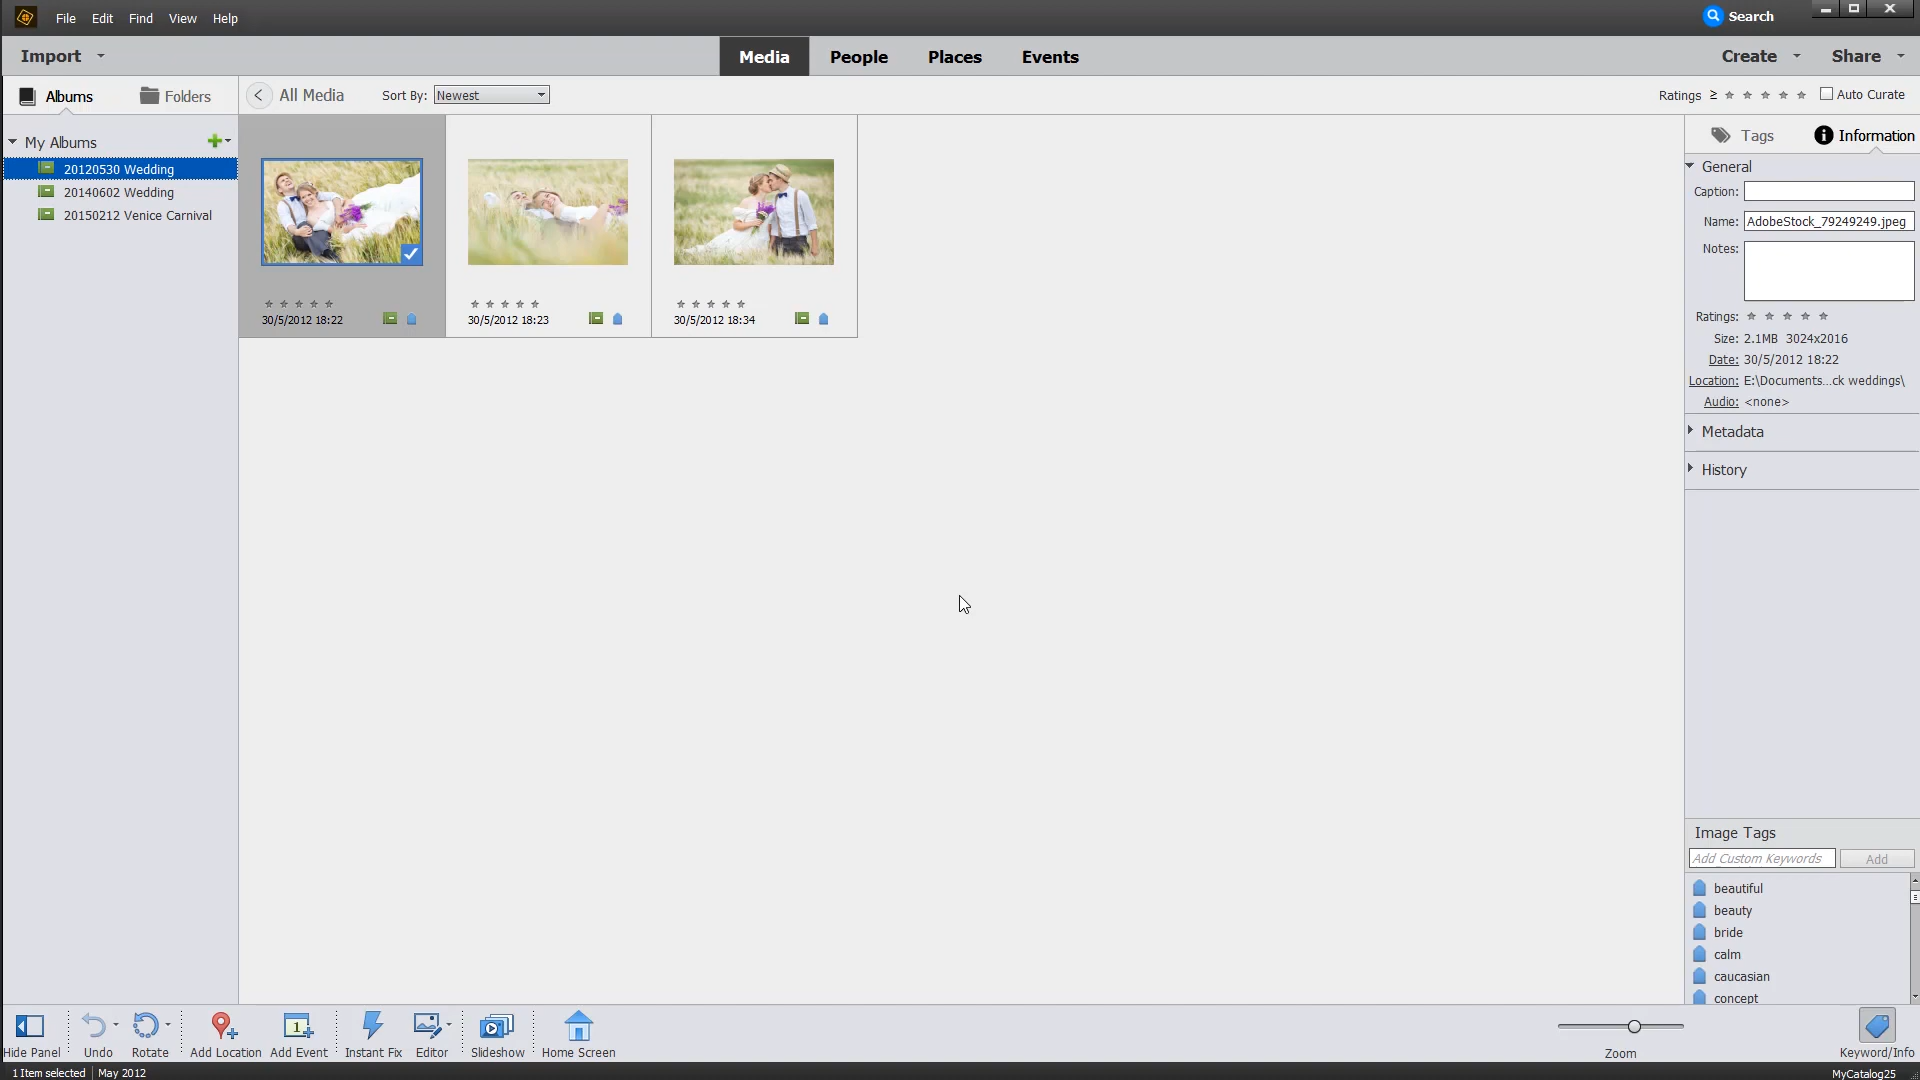 File Edit Find View Help Search
Import Media People Places Events Create Share
Albums Folders All Media Sort By: Newest Ratings ≥ Auto Curate
My Albums
20120530 Wedding
20140602 Wedding
20150212 Venice Carnival
30/5/2012 18:22
30/5/2012 18:23
30/5/2012 18:34
Tags Information
General
Caption:
Name: AdobeStock_79249249.jpeg
Notes:
Ratings:
Size: 2.1MB 3024x2016
Date: 30/5/2012 18:22
Location: E:\Documents...ck weddings\
Audio: <none>
Metadata
History
Image Tags
Add Custom Keywords Add
beautiful
beauty
bride
calm
caucasian
concept
1
Hide Panel Undo Rotate Add Location Add Event Instant Fix Editor Slideshow Home Screen Zoom Keyword/Info
1 Item selected May 2012 MyCatalog25